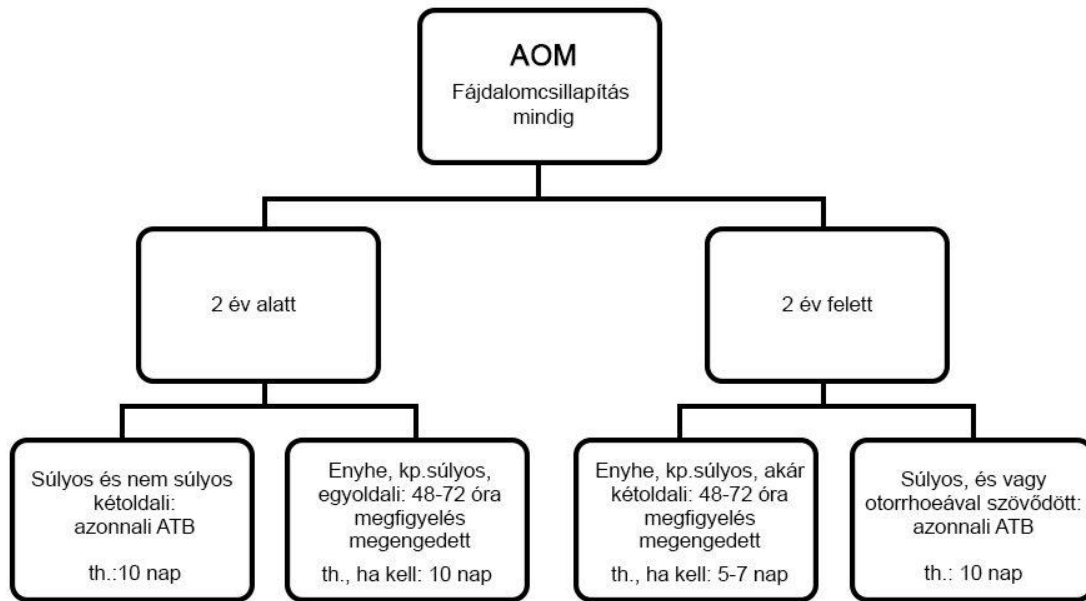 AOM
Fájdalomcsillapítás
mindig
2 év alatt
2 év felett
Súlyos és nem súlyos
kétoldali:
azonnali ATB
th.:10 nap
Enyhe, kp.súlyos,
egyoldali: 48-72 óra
megfigyelés
megengedett
th., ha kell: 10 nap
Enyhe, kp.súlyos, akár
kétoldali: 48-72 óra
megfigyelés
megengedett
th., ha kell: 5-7 nap
Súlyos, és vagy
otorrhoeával szövődött:
azonnali ATB
th.: 10 nap